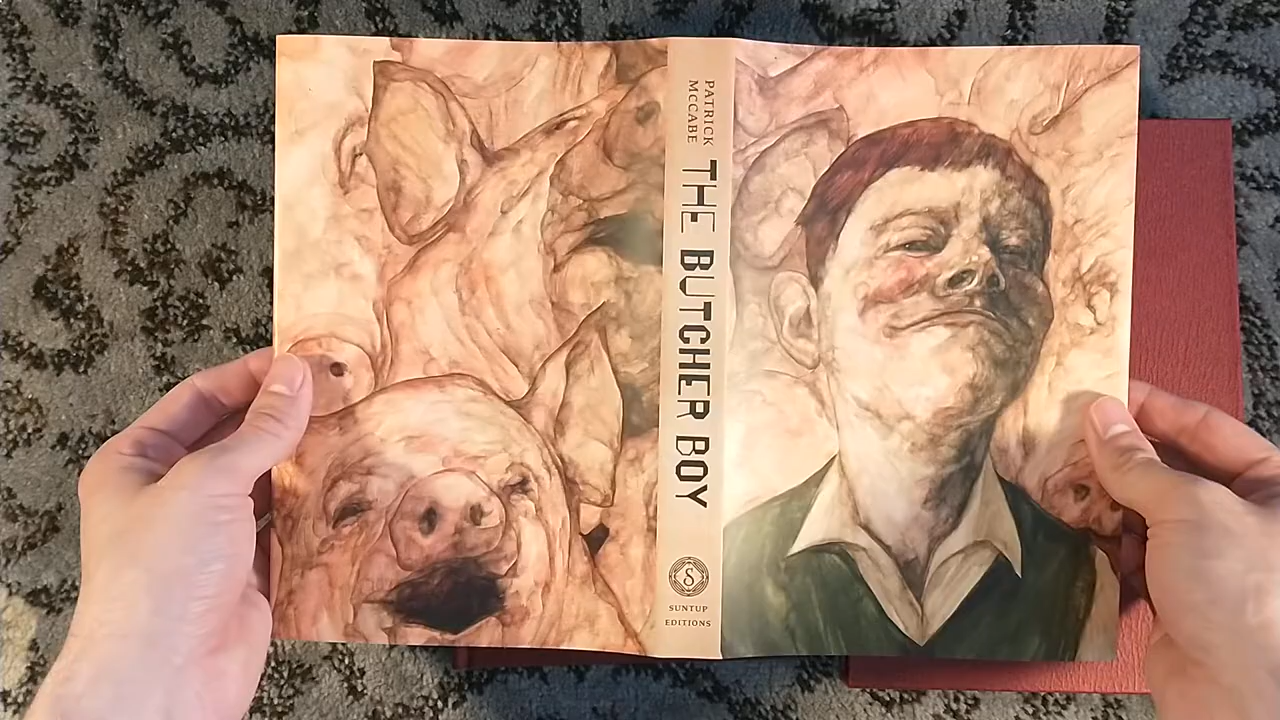 PATRICK
MCCABE
THE BUTCHER BOY
S
SUNTUP
EDITIONS